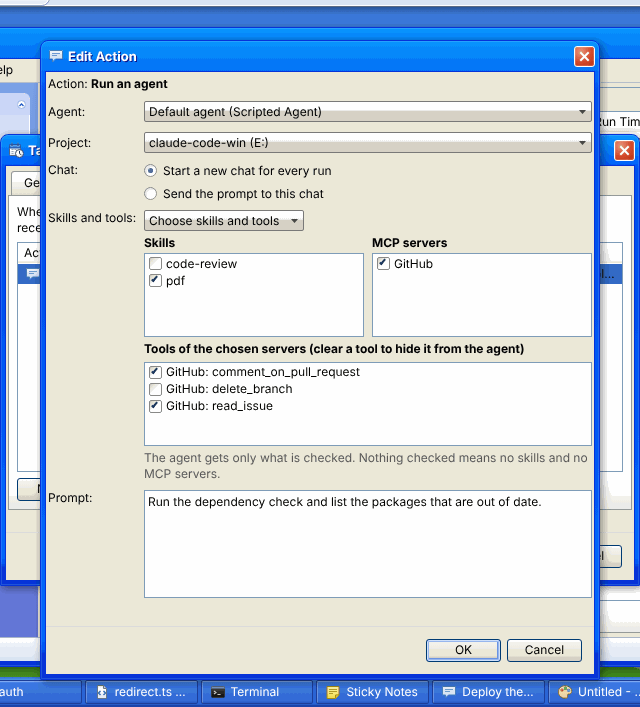 Edit Action
elp
Action: Run an agent
Agent:
Default agent (Scripted Agent)
Run Tim
Project:
claude-code-win (E:)
Ta
Chat:
Start a new chat for every run
Ge
Send the prompt to this chat
Whe
rece
Skills and tools:
Choose skills and tools
Skills
MCP servers
Act
code-review
GitHub
pdf
Tools of the chosen servers (clear a tool to hide it from the agent)
GitHub: comment_on_pull_request
GitHub: delete_branch
GitHub: read_issue
The agent gets only what is checked. Nothing checked means no skills and no
MCP servers.
Prompt:
Run the dependency check and list the packages that are out of date.
OK
Cancel
auth
redirect.ts ...
Terminal
Sticky Notes
Deploy the...
Untitled - ...